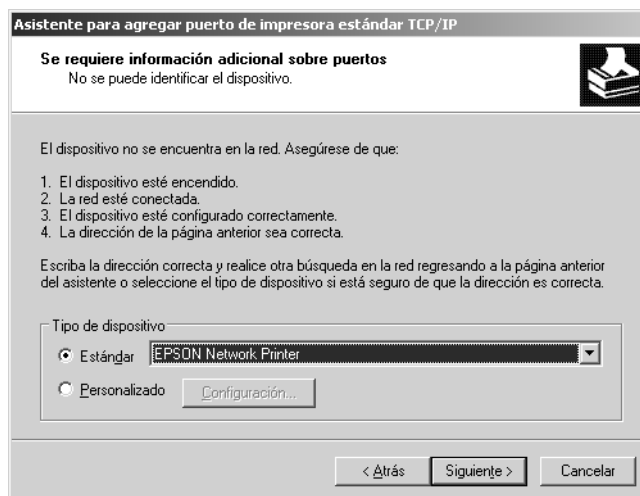 Asistente para agregar puerto de impresora estándar TCP/IP
Se requiere información adicional sobre puertos
No se puede identificar el dispositivo.
El dispositivo no se encuentra en la red. Asegúrese de que:
1. El dispositivo esté encendido.
2. La red esté conectada.
3. El dispositivo esté configurado correctamente.
4. La dirección de la página anterior sea correcta.
Escriba la dirección correcta y realice otra búsqueda en la red regresando a la página anterior
del asistente o seleccione el tipo de dispositivo si está seguro de que la dirección es correcta.
Tipo de dispositivo
Estándar EPSON Network Printer
Personalizado Configuración...
< Atrás Siguiente > Cancelar